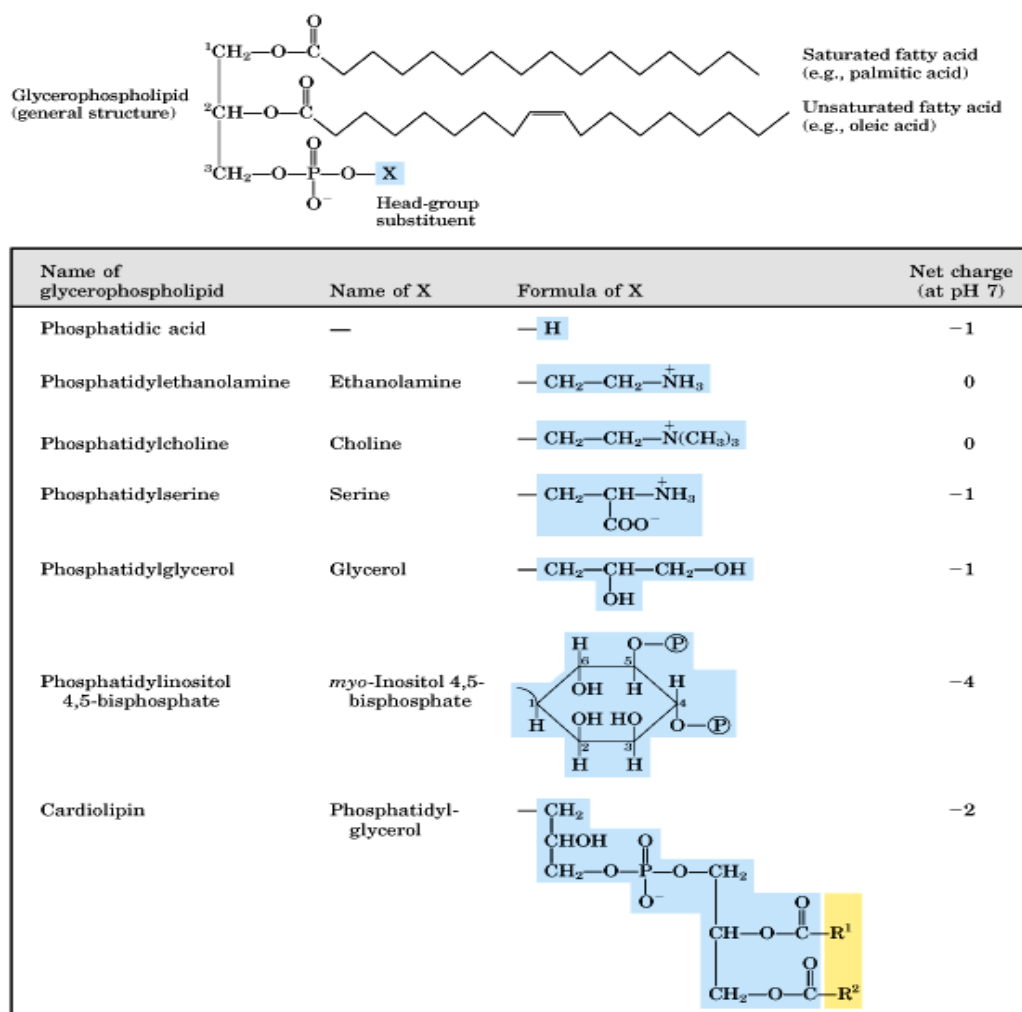 O
¹CH₂—O—C
Saturated fatty acid
(e.g., palmitic acid)
Glycerophospholipid
(general structure)
O
²CH—O—C
Unsaturated fatty acid
(e.g., oleic acid)
O
³CH₂—O—P—O—X
O⁻
Head-group
substituent
Name of
glycerophospholipid
Name of X
Formula of X
Net charge
(at pH 7)
Phosphatidic acid — —H −1
Phosphatidylethanolamine Ethanolamine —CH₂—CH₂—N⁺H₃ 0
Phosphatidylcholine Choline —CH₂—CH₂—N⁺(CH₃)₃ 0
Phosphatidylserine Serine —CH₂—CH—N⁺H₃ −1
COO⁻
Phosphatidylglycerol Glycerol —CH₂—CH—CH₂—OH −1
OH
H O—Ⓟ
6 5
Phosphatidylinositol
4,5-bisphosphate
myo-Inositol 4,5-
bisphosphate
OH H H
1 4
−4
H OH HO O—Ⓟ
2 3
H H
Cardiolipin
Phosphatidyl-
glycerol
—CH₂
−2
CHOH O
CH₂—O—P—O—CH₂
O⁻
O
CH—O—C—R¹
O
CH₂—O—C—R²